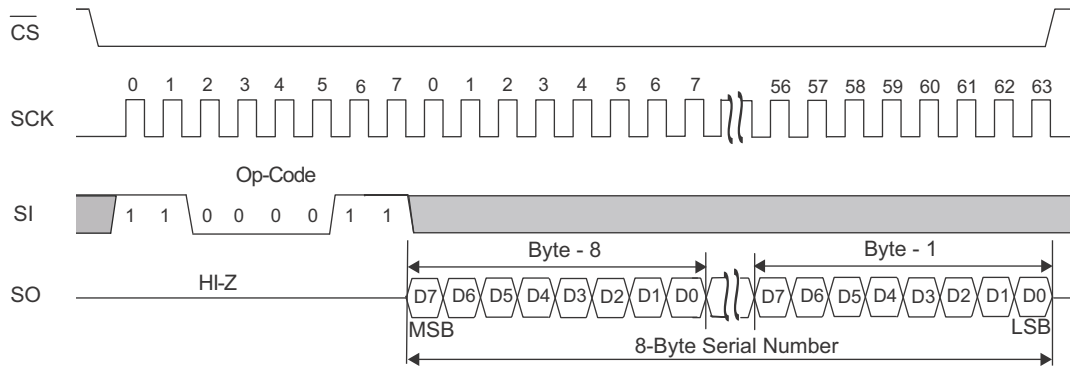 CS
0 1 2 3 4 5 6 7 0 1 2 3 4 5 6 7 56 57 58 59 60 61 62 63
SCK
Op-Code
SI 1 1 0 0 0 0 1 1
Byte - 8 Byte - 1
HI-Z
SO D7 D6 D5 D4 D3 D2 D1 D0 D7 D6 D5 D4 D3 D2 D1 D0
MSB LSB
8-Byte Serial Number